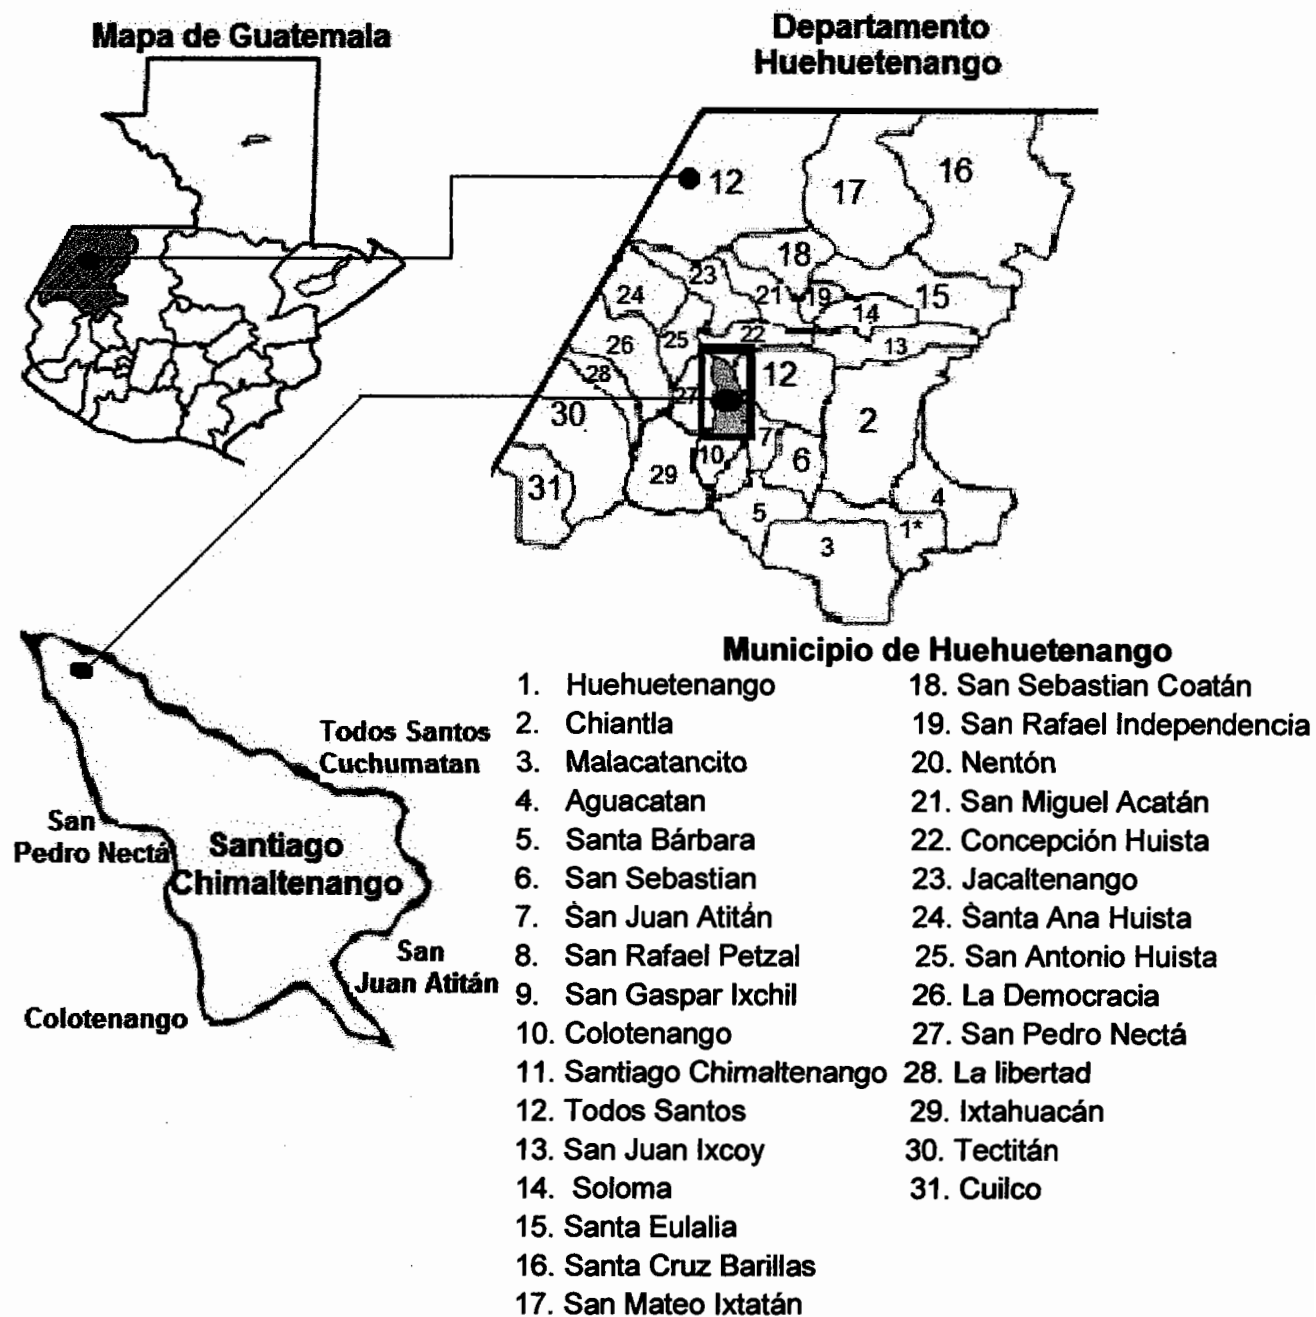 Mapa de Guatemala
Departamento
Huehuetenango
12
17
16
18
23
24
21
19
15
14
22
13
25
26
28
27
12
30
2
7
10
6
29
31
4
5
1*
3
Todos Santos
Cuchumatan
San
Pedro Nectá
Santiago
Chimaltenango
San
Juan Atitán
Colotenango
Municipio de Huehuetenango
1. Huehuetenango
2. Chiantla
3. Malacatancito
4. Aguacatan
5. Santa Bárbara
6. San Sebastian
7. San Juan Atitán
8. San Rafael Petzal
9. San Gaspar Ixchil
10. Colotenango
11. Santiago Chimaltenango
12. Todos Santos
13. San Juan Ixcoy
14. Soloma
15. Santa Eulalia
16. Santa Cruz Barillas
17. San Mateo Ixtatán
18. San Sebastian Coatán
19. San Rafael Independencia
20. Nentón
21. San Miguel Acatán
22. Concepción Huista
23. Jacaltenango
24. Santa Ana Huista
25. San Antonio Huista
26. La Democracia
27. San Pedro Nectá
28. La libertad
29. Ixtahuacán
30. Tectitán
31. Cuilco